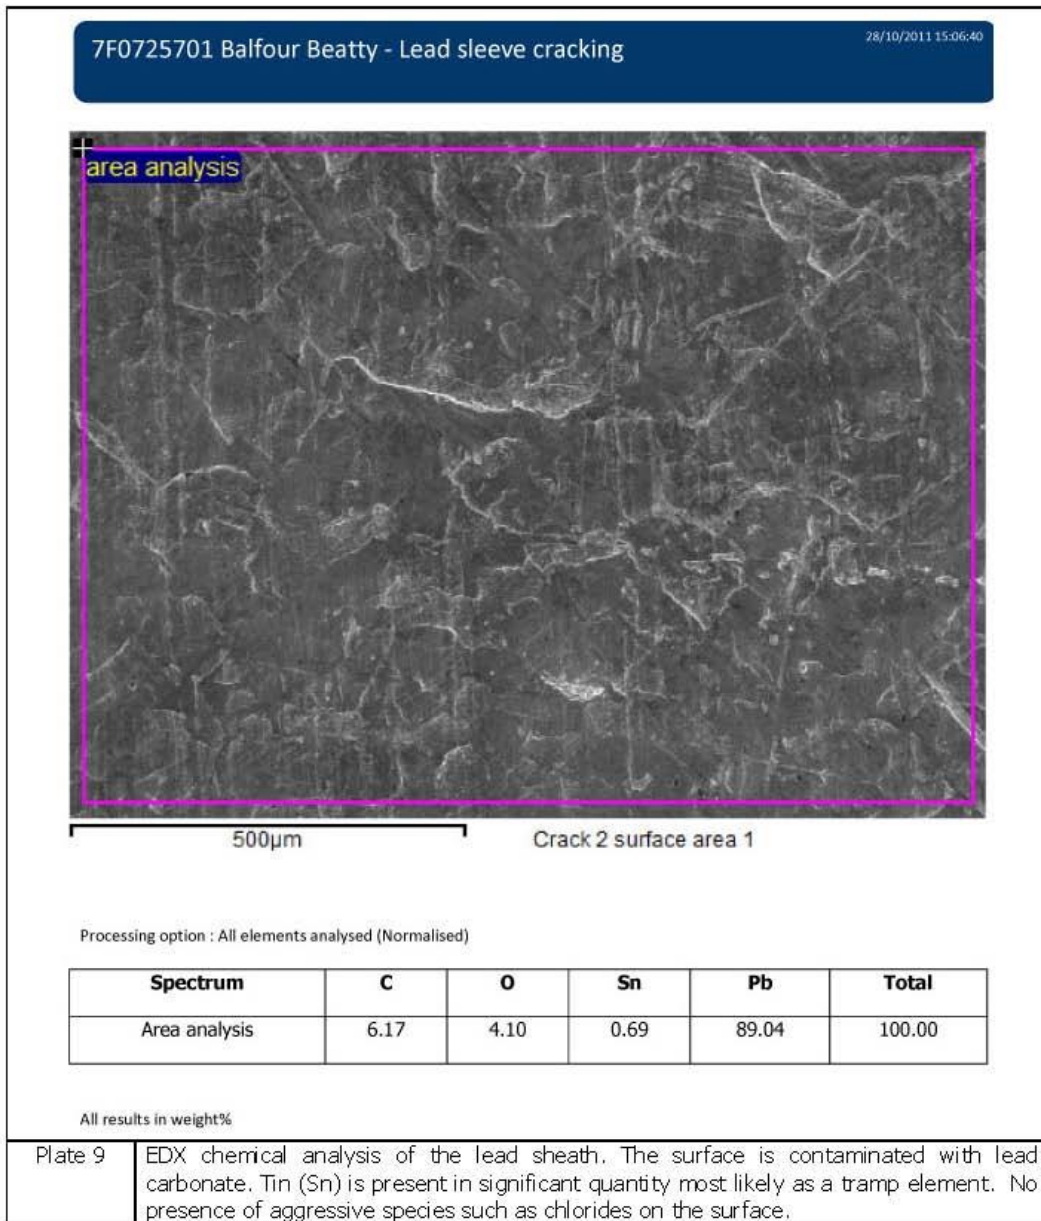 7F0725701 Balfour Beatty - Lead sleeve cracking
28/10/2011 15:06:40
area analysis
500µm
Crack 2 surface area 1
Processing option : All elements analysed (Normalised)
Spectrum C O Sn Pb Total
Area analysis 6.17 4.10 0.69 89.04 100.00
All results in weight%
Plate 9
EDX chemical analysis of the lead sheath. The surface is contaminated with lead
carbonate. Tin (Sn) is present in significant quantity most likely as a tramp element. No
presence of aggressive species such as chlorides on the surface.